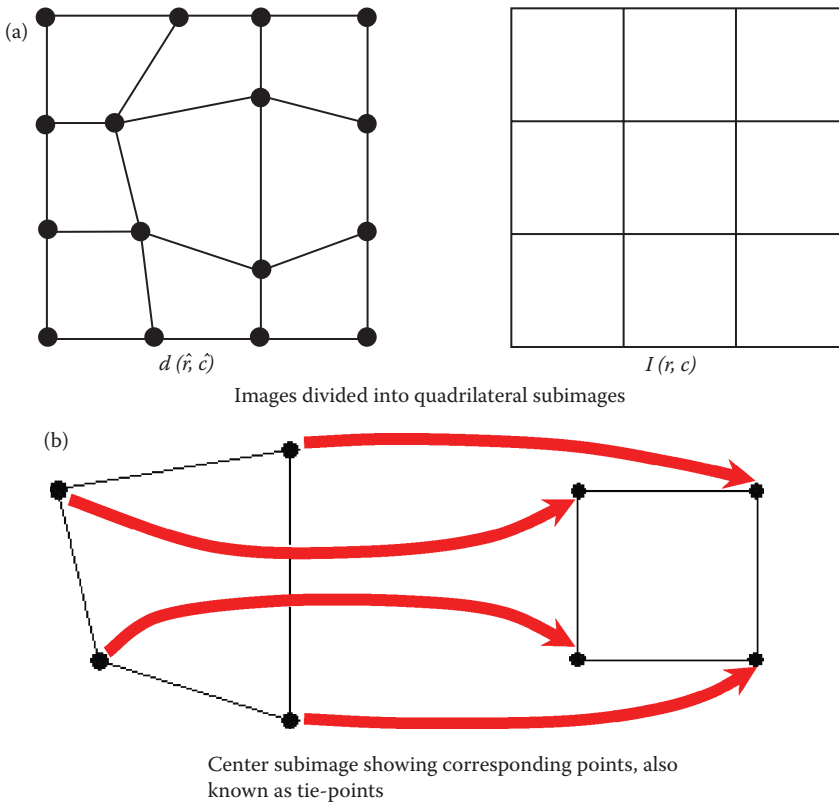 (a)
d (r̂, ĉ)
I (r, c)
Images divided into quadrilateral subimages
(b)
Center subimage showing corresponding points, also
known as tie-points